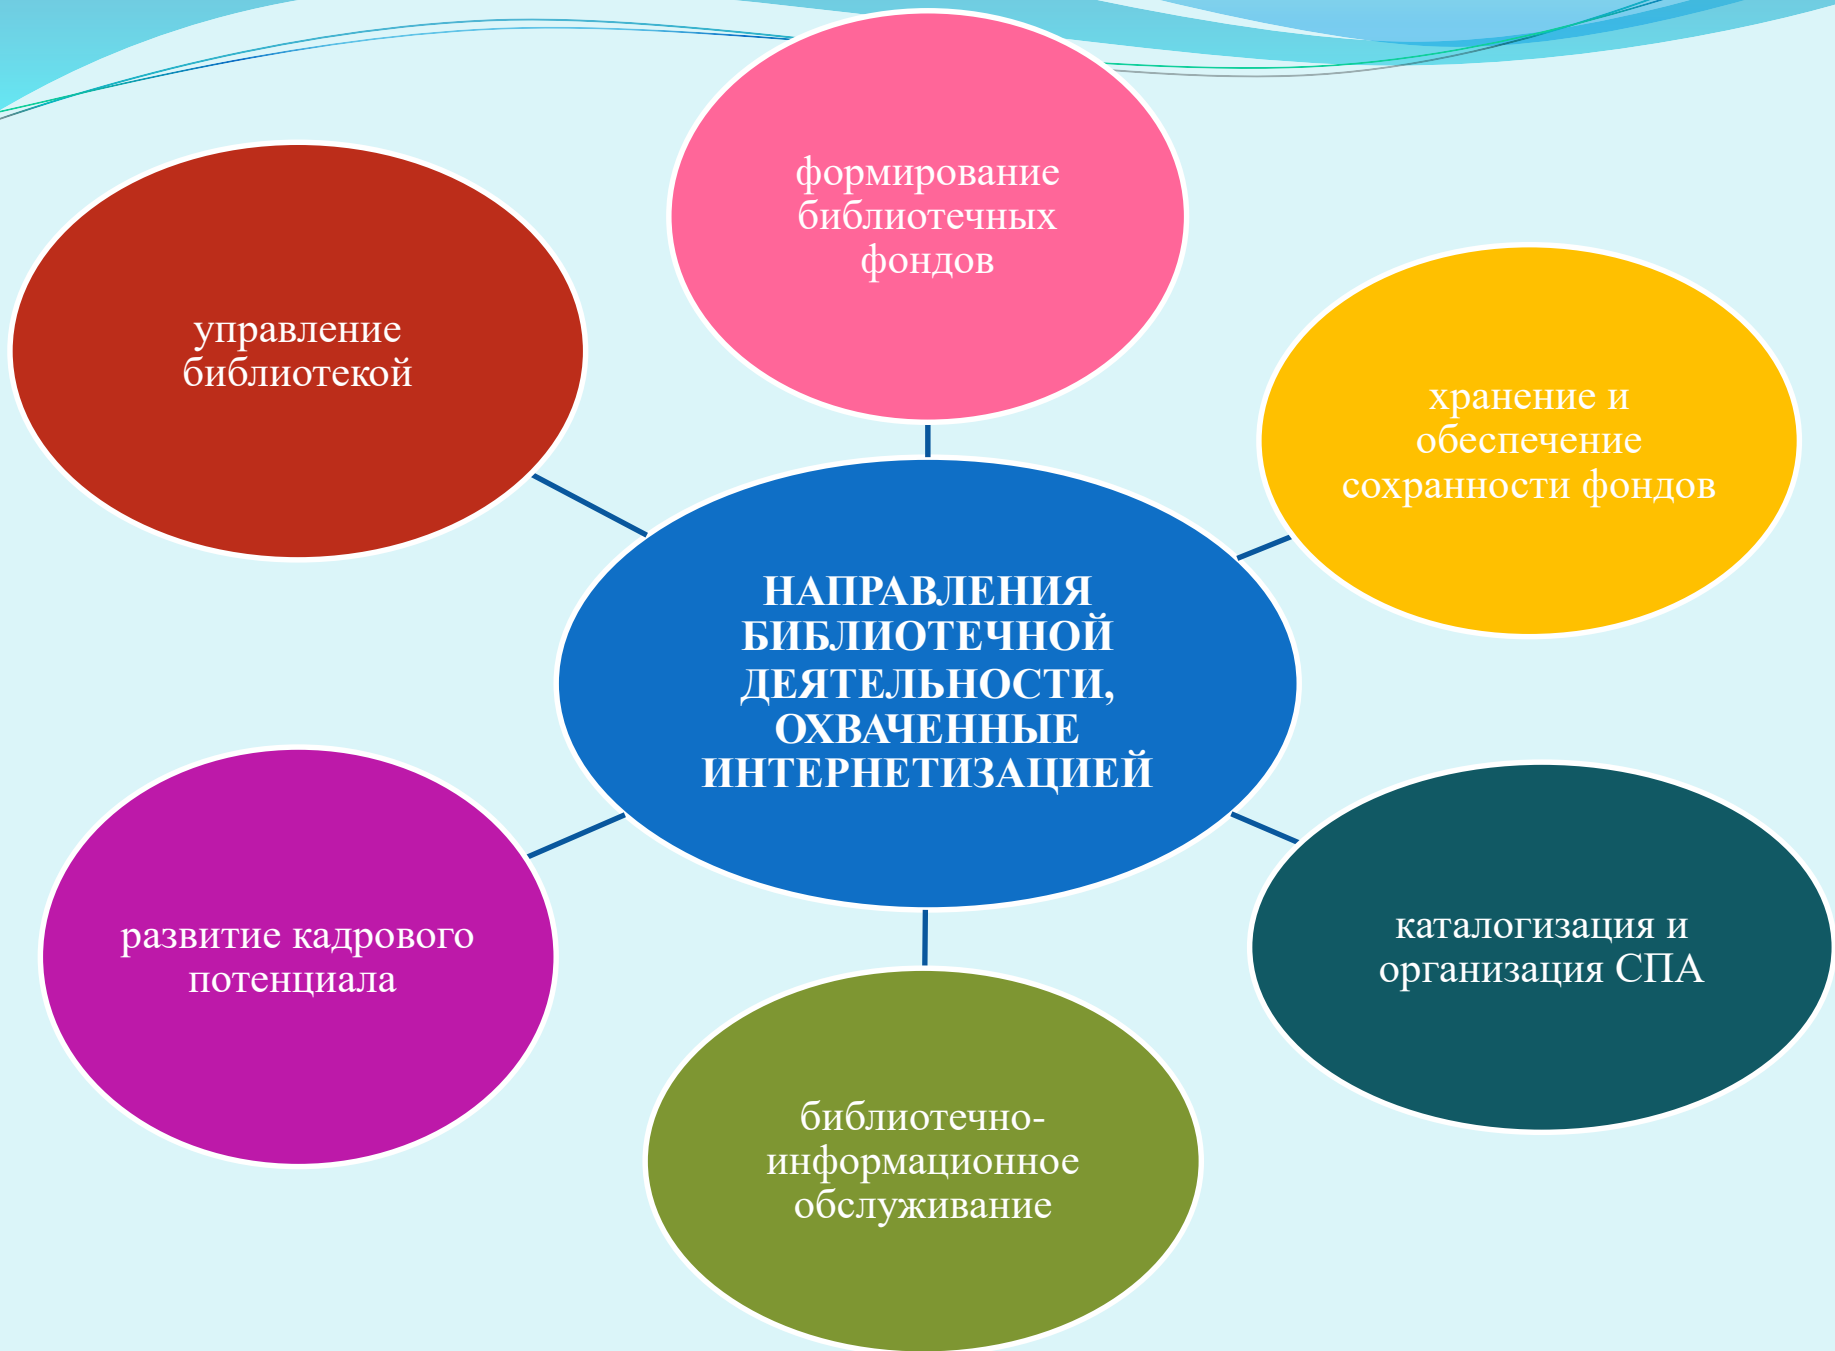 формирование
библиотечных
фондов
управление
библиотекой
хранение и
обеспечение
сохранности фондов
НАПРАВЛЕНИЯ
БИБЛИОТЕЧНОЙ
ДЕЯТЕЛЬНОСТИ,
ОХВАЧЕННЫЕ
ИНТЕРНЕТИЗАЦИЕЙ
развитие кадрового
потенциала
каталогизация и
организация СПА
библиотечно-
информационное
обслуживание